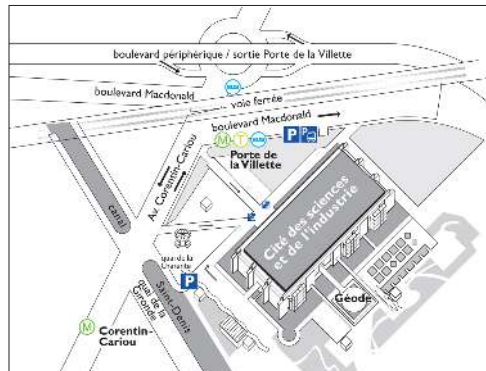 boulevard périphérique / sortie Porte de la Villette
boulevard Macdonald
BUS
voie ferrée
boulevard Macdonald
M T BUS
P
P
Porte de
la Villette
Av. Corentin-Cariou
canal
Cité des sciences
et de l'industrie
quai de la
Charente
P
Géode
Saint-Denis
quai de la
Gironde
M
Corentin-
Cariou